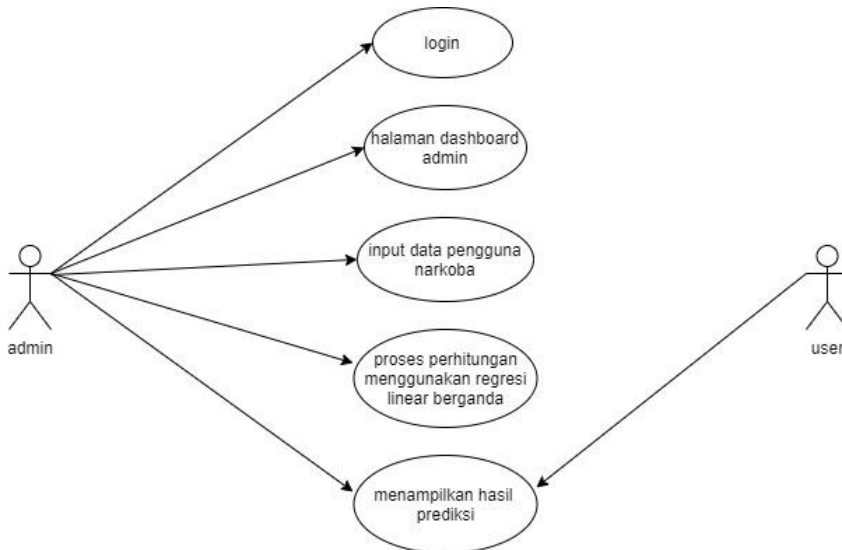 login
halaman dashboard
admin
input data pengguna
narkoba
admin
user
proses perhitungan
menggunakan regresi
linear berganda
menampilkan hasil
prediksi